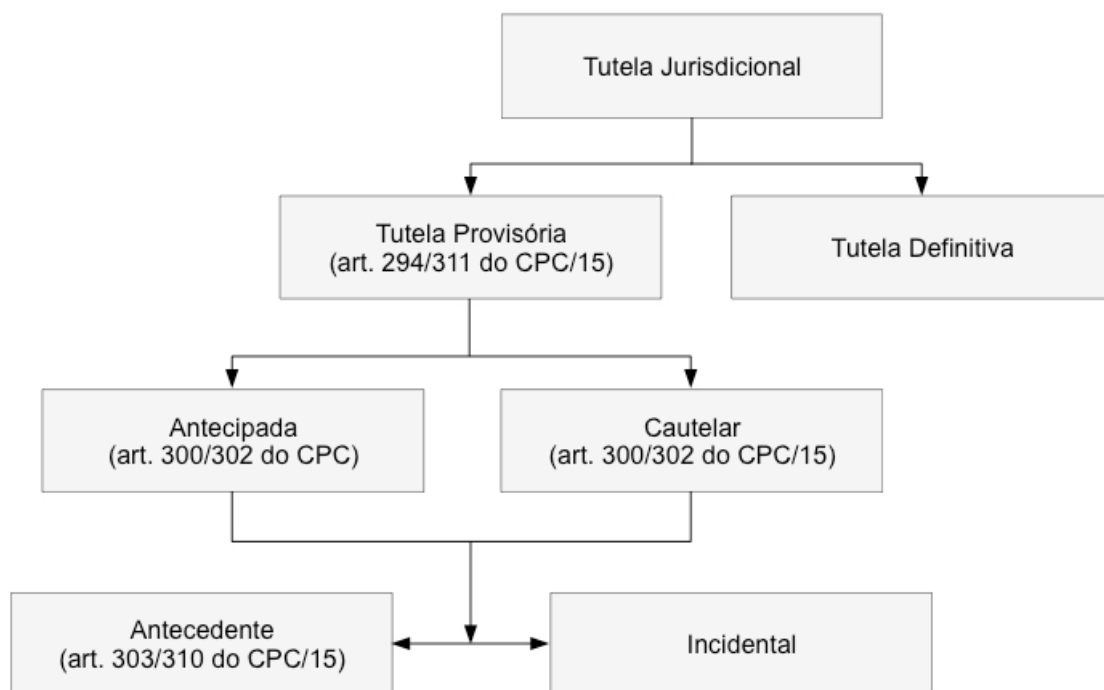 Tutela Jurisdicional
Tutela Provisória
(art. 294/311 do CPC/15)
Tutela Definitiva
Antecipada
(art. 300/302 do CPC)
Cautelar
(art. 300/302 do CPC/15)
Antecedente
(art. 303/310 do CPC/15)
Incidental